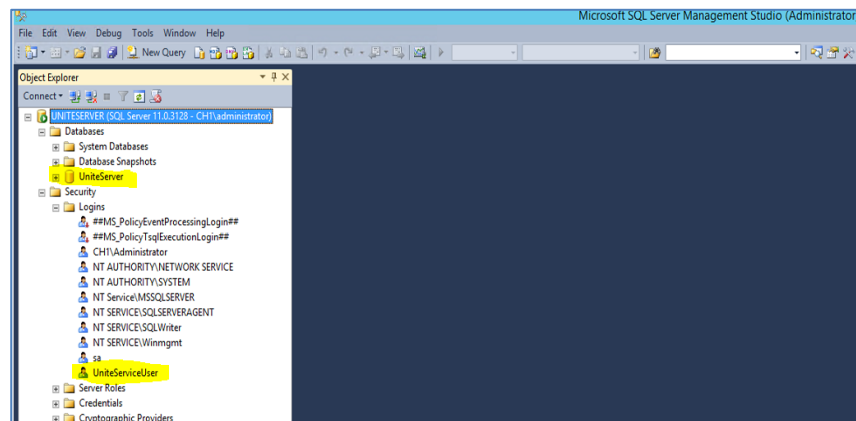 Microsoft SQL Server Management Studio (Administrator
File Edit View Debug Tools Window Help
New Query
Object Explorer
Connect
UNITESERVER (SQL Server 11.0.3128 - CH1\administrator)
Databases
System Databases
Database Snapshots
UniteServer
Security
Logins
##MS_PolicyEventProcessingLogin##
##MS_PolicyTsqlExecutionLogin##
CH1\Administrator
NT AUTHORITY\NETWORK SERVICE
NT AUTHORITY\SYSTEM
NT Service\MSSQLSERVER
NT SERVICE\SQLSERVERAGENT
NT SERVICE\SQLWriter
NT SERVICE\Winmgmt
sa
UniteServiceUser
Server Roles
Credentials
Cryptographic Providers